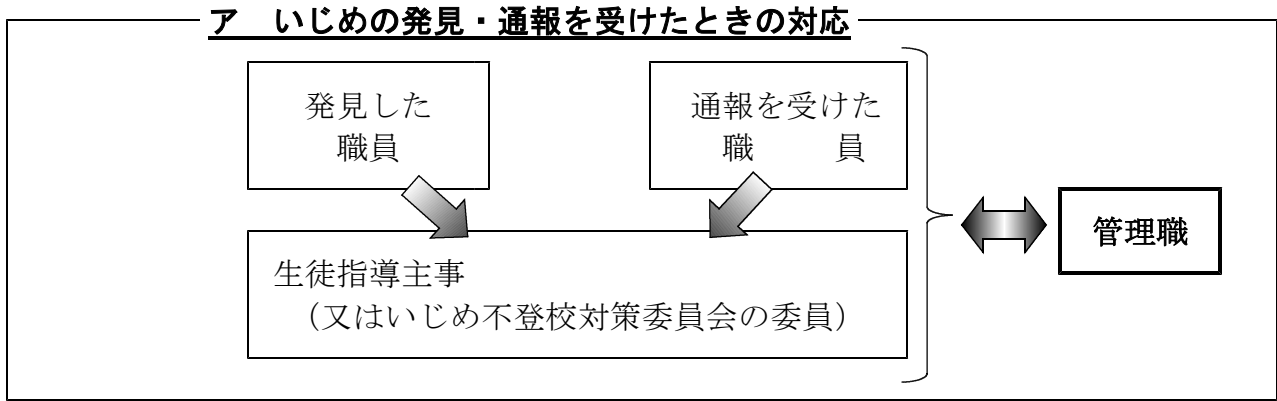 ア　いじめの発見・通報を受けたときの対応
発見した
職員
通報を受けた
職　　員
生徒指導主事
（又はいじめ不登校対策委員会の委員）
管理職